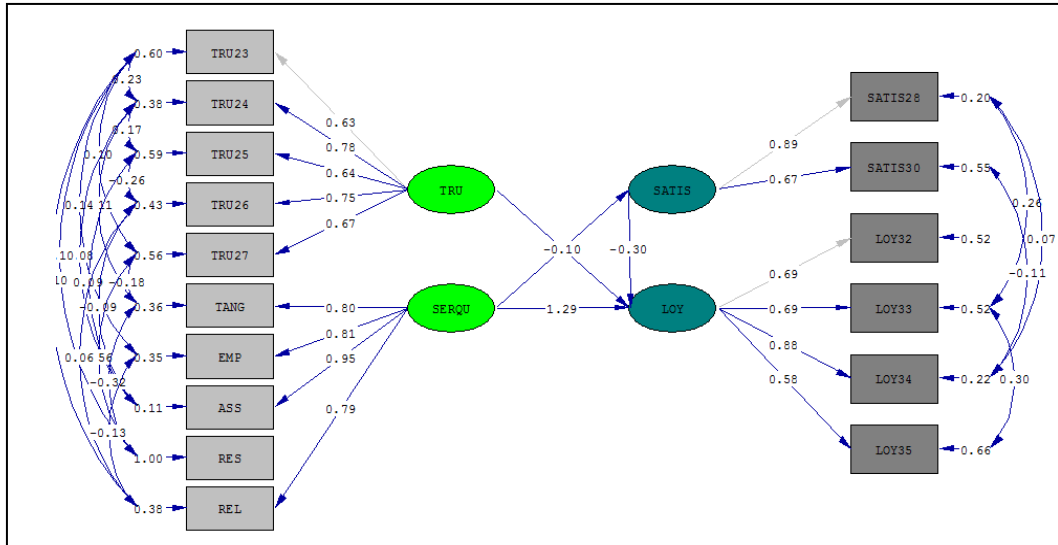 0.60 TRU23
0.23
0.38 TRU24
0.17
0.59 TRU25
0.10
-0.26
0.14
0.43 TRU26
0.56 TRU27
0.08
0.09 -0.18
-0.09 0.36 TANG
0.06 56 0.35 EMP
-0.32
0.11 ASS
-0.13
1.00 RES
0.38 REL
0.63
0.78
0.64
0.75
0.67
TRU
SERQU
0.80
0.81
0.95
0.79
-0.10
-0.30
1.29
SATIS
LOY
0.89
0.67
0.69
0.69
0.88
0.58
SATIS28 0.20
SATIS30 0.55
0.26
LOY32 0.52
0.07
-0.11
LOY33 0.52
LOY34 0.22
0.30
LOY35 0.66